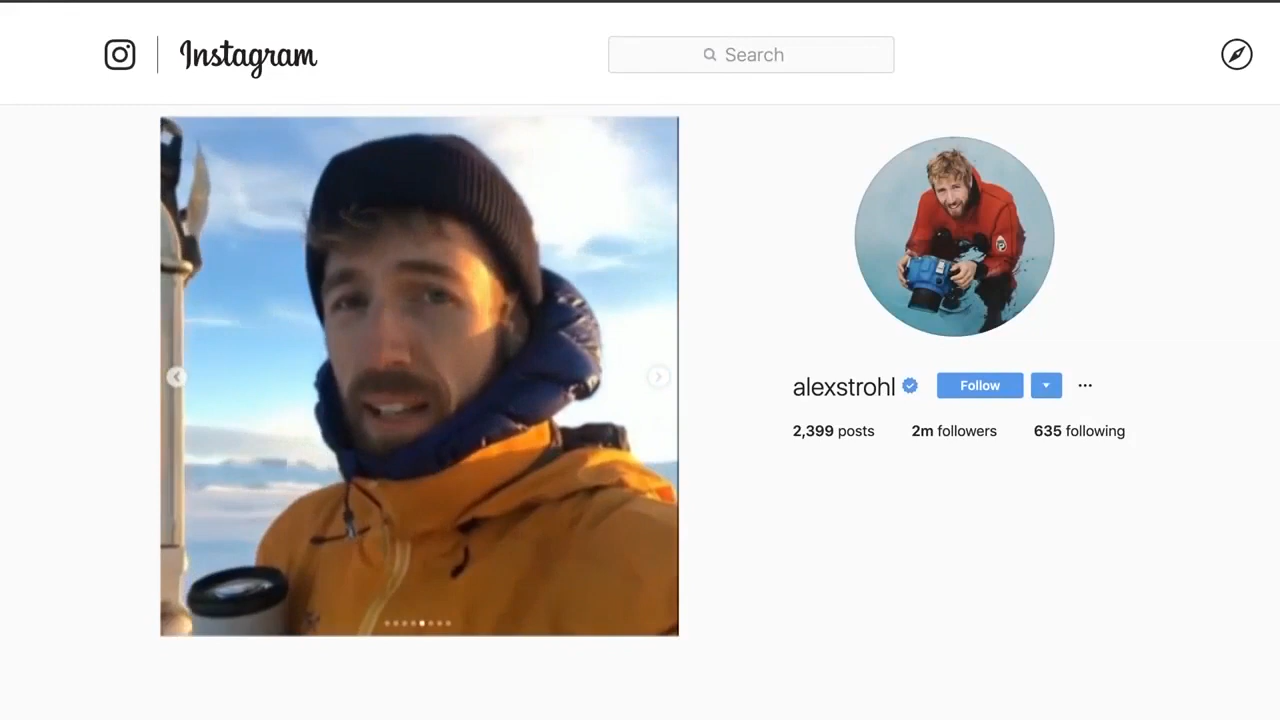 Instagram
Search
alexstrohl
Follow
2,399 posts
2m followers
635 following